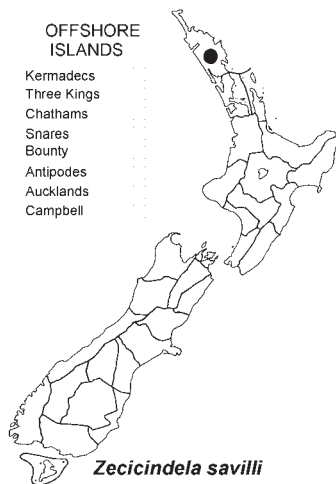 OFFSHORE
ISLANDS
Kermadecs
Three Kings
Chathams
Snares
Bounty
Antipodes
Aucklands
Campbell
Zecicindela savilli